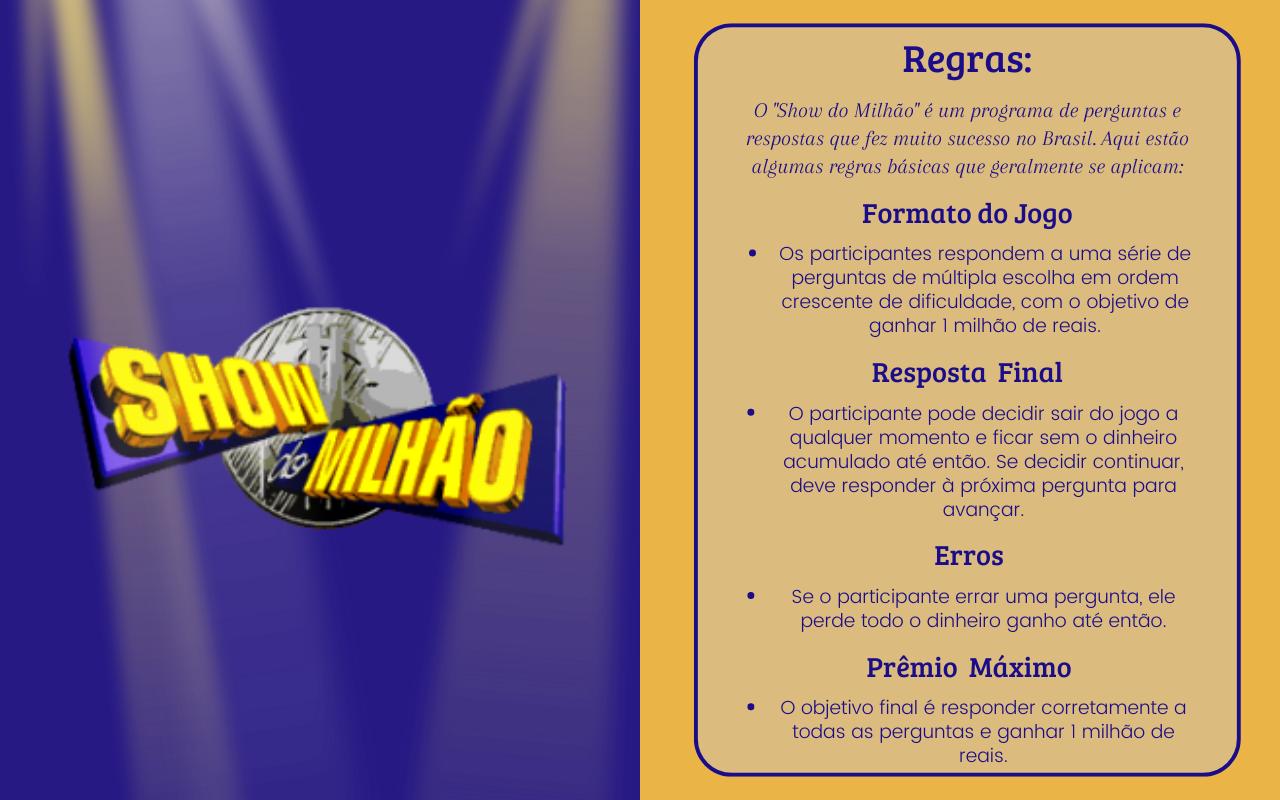 SHOW
do MILHÃO
Regras:
O "Show do Milhão" é um programa de perguntas e
respostas que fez muito sucesso no Brasil. Aqui estão
algumas regras básicas que geralmente se aplicam:
Formato do Jogo
• Os participantes respondem a uma série de
perguntas de múltipla escolha em ordem
crescente de dificuldade, com o objetivo de
ganhar 1 milhão de reais.
Resposta Final
• O participante pode decidir sair do jogo a
qualquer momento e ficar sem o dinheiro
acumulado até então. Se decidir continuar,
deve responder à próxima pergunta para
avançar.
Erros
• Se o participante errar uma pergunta, ele
perde todo o dinheiro ganho até então.
Prêmio Máximo
• O objetivo final é responder corretamente a
todas as perguntas e ganhar 1 milhão de
reais.